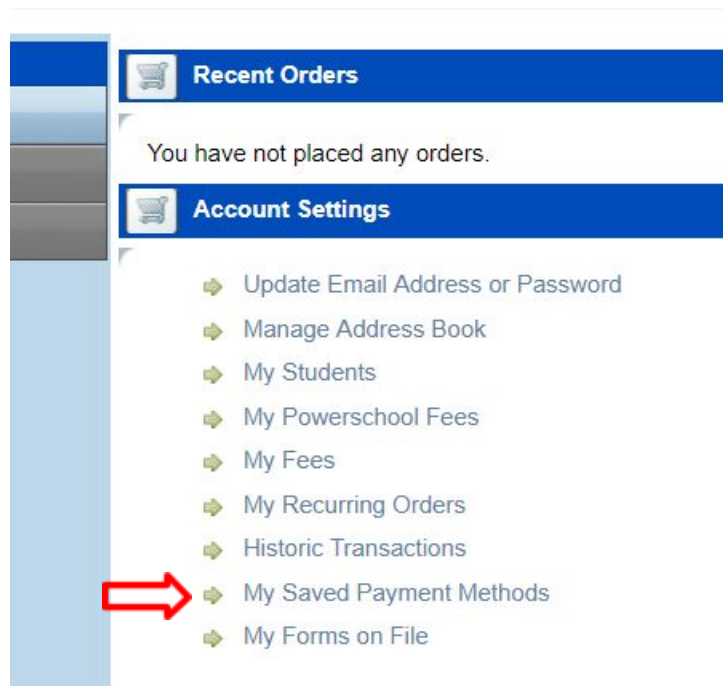 Recent Orders
You have not placed any orders.
Account Settings
Update Email Address or Password
Manage Address Book
My Students
My Powerschool Fees
My Fees
My Recurring Orders
Historic Transactions
My Saved Payment Methods
My Forms on File